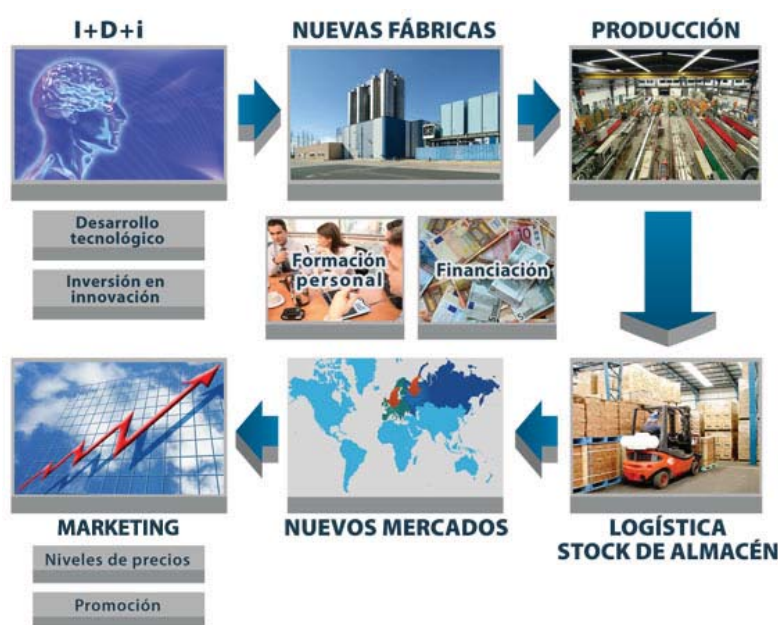 I+D+i
NUEVAS FÁBRICAS
PRODUCCIÓN
Desarrollo
tecnológico
Inversión en
innovación
Formación
personal
Financiación
MARKETING
Niveles de precios
Promoción
NUEVOS MERCADOS
LOGÍSTICA
STOCK DE ALMACÉN